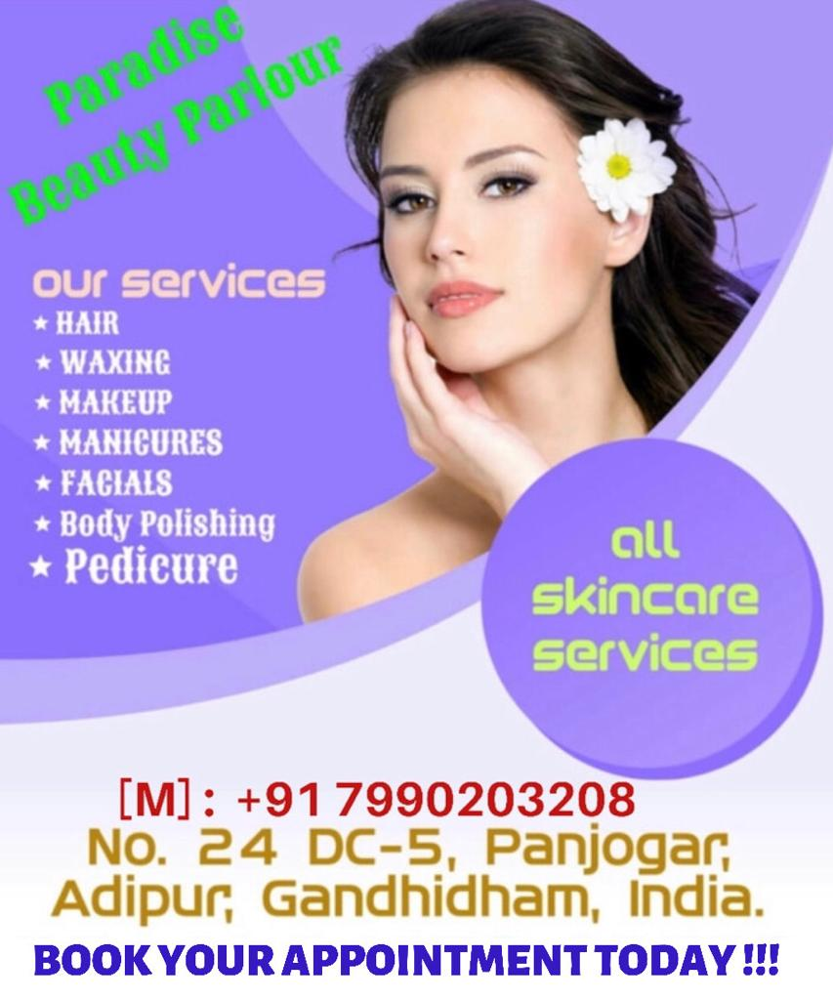 Paradise
Beauty Parlour
our services
★ HAIR
★ WAXING
★ MAKEUP
★ MANICURES
★ FACIALS
★ Body Polishing
★ Pedicure
all
skincare
services
[M] : +91 7990203208
No. 24 DC-5, Panjogar,
Adipur, Gandhidham, India.
BOOK YOUR APPOINTMENT TODAY !!!